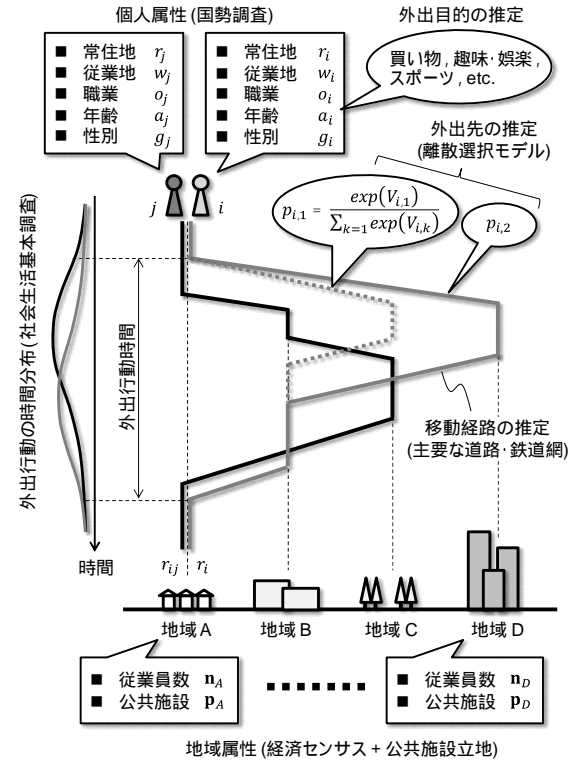 個人属性 (国勢調査)
外出目的の推定
■ 常住地 r_j
■ 従業地 w_j
■ 職業 o_j
■ 年齢 a_j
■ 性別 g_j
■ 常住地 r_i
■ 従業地 w_i
■ 職業 o_i
■ 年齢 a_i
■ 性別 g_i
買い物 , 趣味･娯楽 ,
スポーツ , etc.
外出先の推定
(離散選択モデル)
j
i
p_{i,1} = exp(V_{i,1}) / ∑_{k=1} exp(V_{i,k})
p_{i,2}
外出行動の時間分布 (社会生活基本調査)
外出行動時間
移動経路の推定
(主要な道路･鉄道網)
時間
r_{ij}
r_i
地域 A
地域 B
地域 C
地域 D
■ 従業員数 n_A
■ 公共施設 p_A
■ 従業員数 n_D
■ 公共施設 p_D
地域属性 (経済センサス + 公共施設立地)